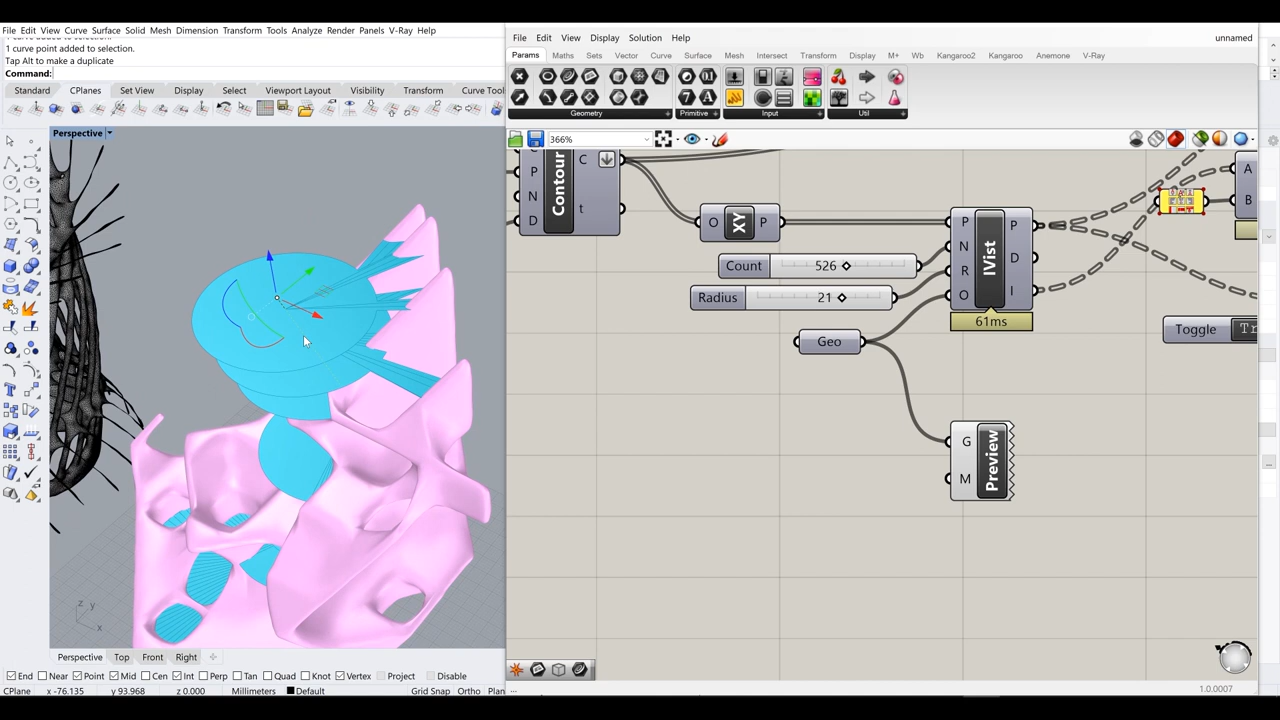 File Edit View Curve Surface Solid Mesh Dimension Transform Tools Analyze Render Panels V-Ray Help
1 curve point added to selection.
Tap Alt to make a duplicate
Command:
Standard CPlanes Set View Display Select Viewport Layout Visibility Transform Curve Tool
Perspective
File Edit View Display Solution Help
unnamed
Params Maths Sets Vector Curve Surface Mesh Intersect Transform Display M+ Wb Kangaroo2 Kangaroo Anemone V-Ray
Geometry Primitive Input Util
366%
P N D Contour C t
O XY P
Count 526
Radius 21
Geo
P N R O IVist P D I
61ms
A B
Toggle Tr
G M Preview
z y x
Perspective Top Front Right
End Near Point Mid Cen Int Perp Tan Quad Knot Vertex Project Disable
CPlane x -76.135 y 93.968 z 0.000 Millimeters Default Grid Snap Ortho Plan
...
1.0.0007